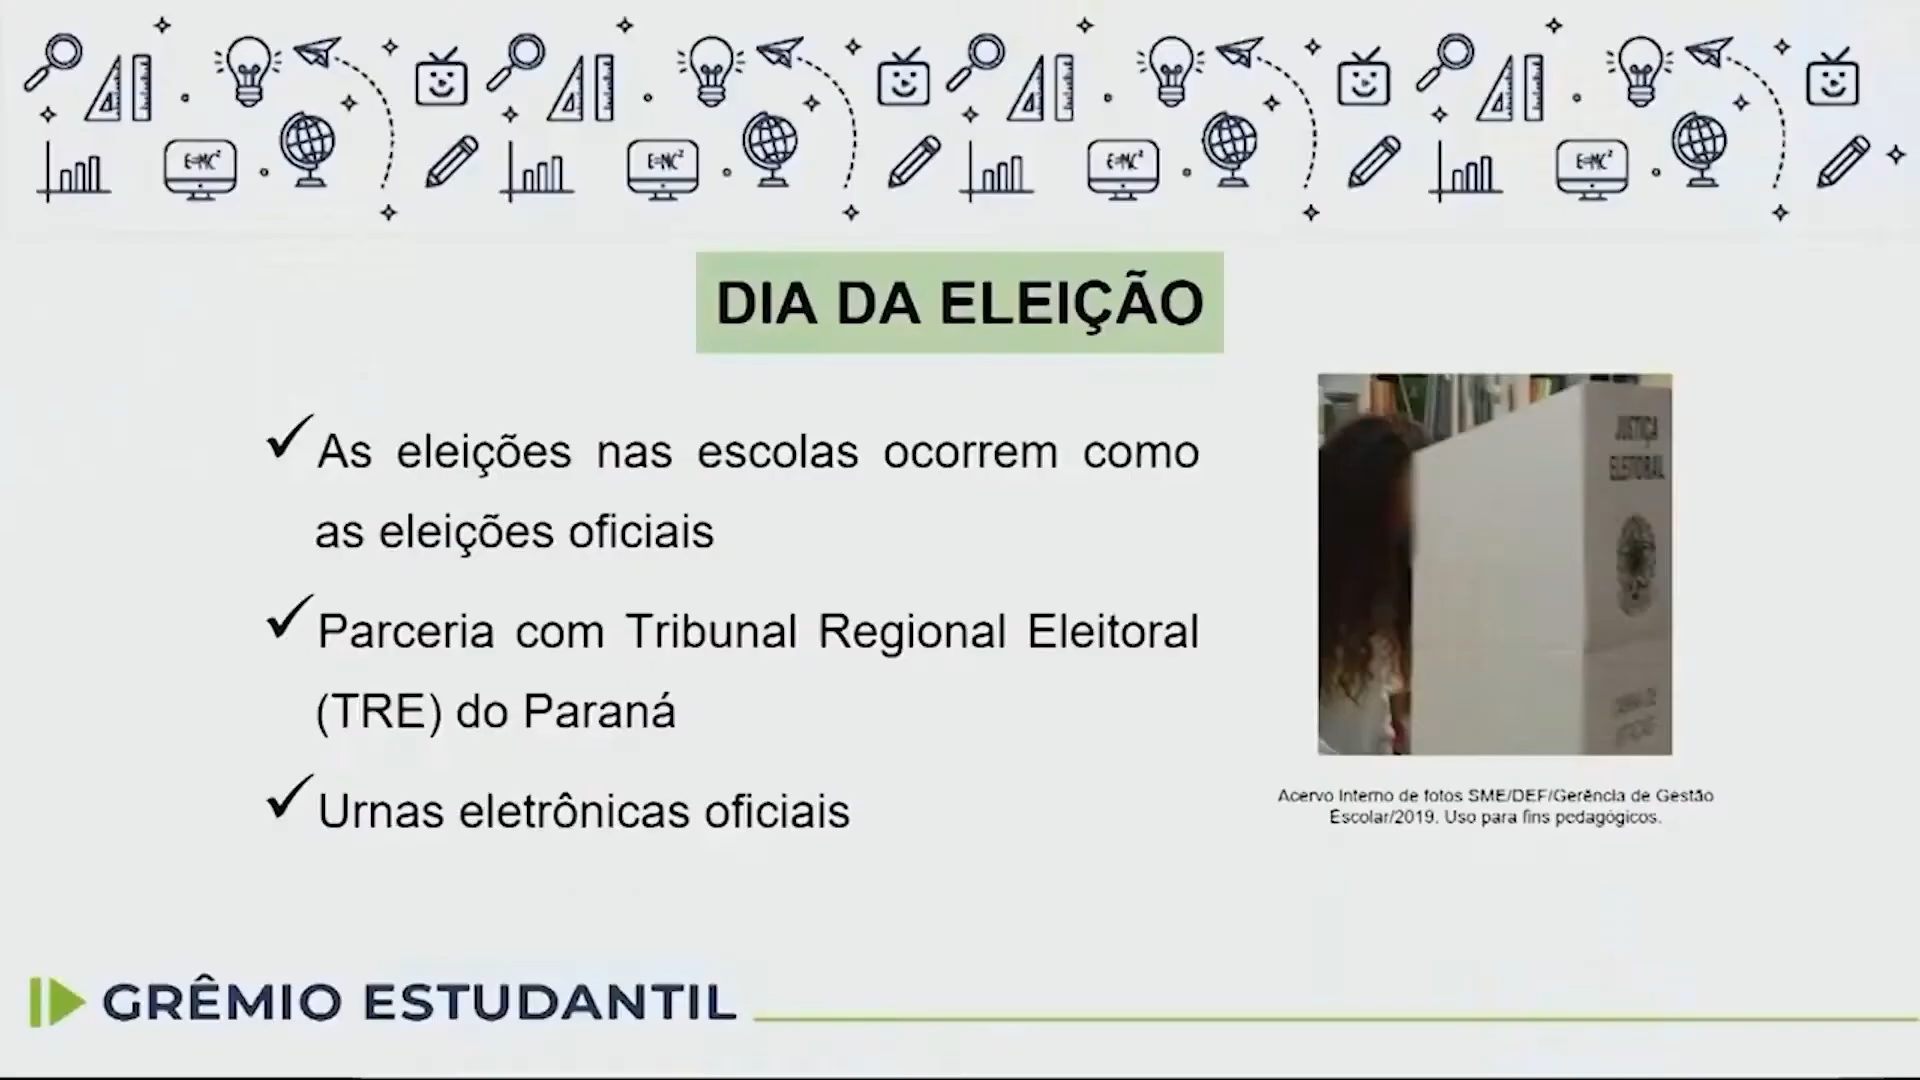 E=MC²
E=MC²
E=MC²
E=MC²
DIA DA ELEIÇÃO
As eleições nas escolas ocorrem como
as eleições oficiais
Parceria com Tribunal Regional Eleitoral
(TRE) do Paraná
Urnas eletrônicas oficiais
JUSTIÇA
ELEITORAL
Acervo Interno de fotos SME/DEF/Gerência de Gestão
Escolar/2019. Uso para fins pedagógicos.
GRÊMIO ESTUDANTIL